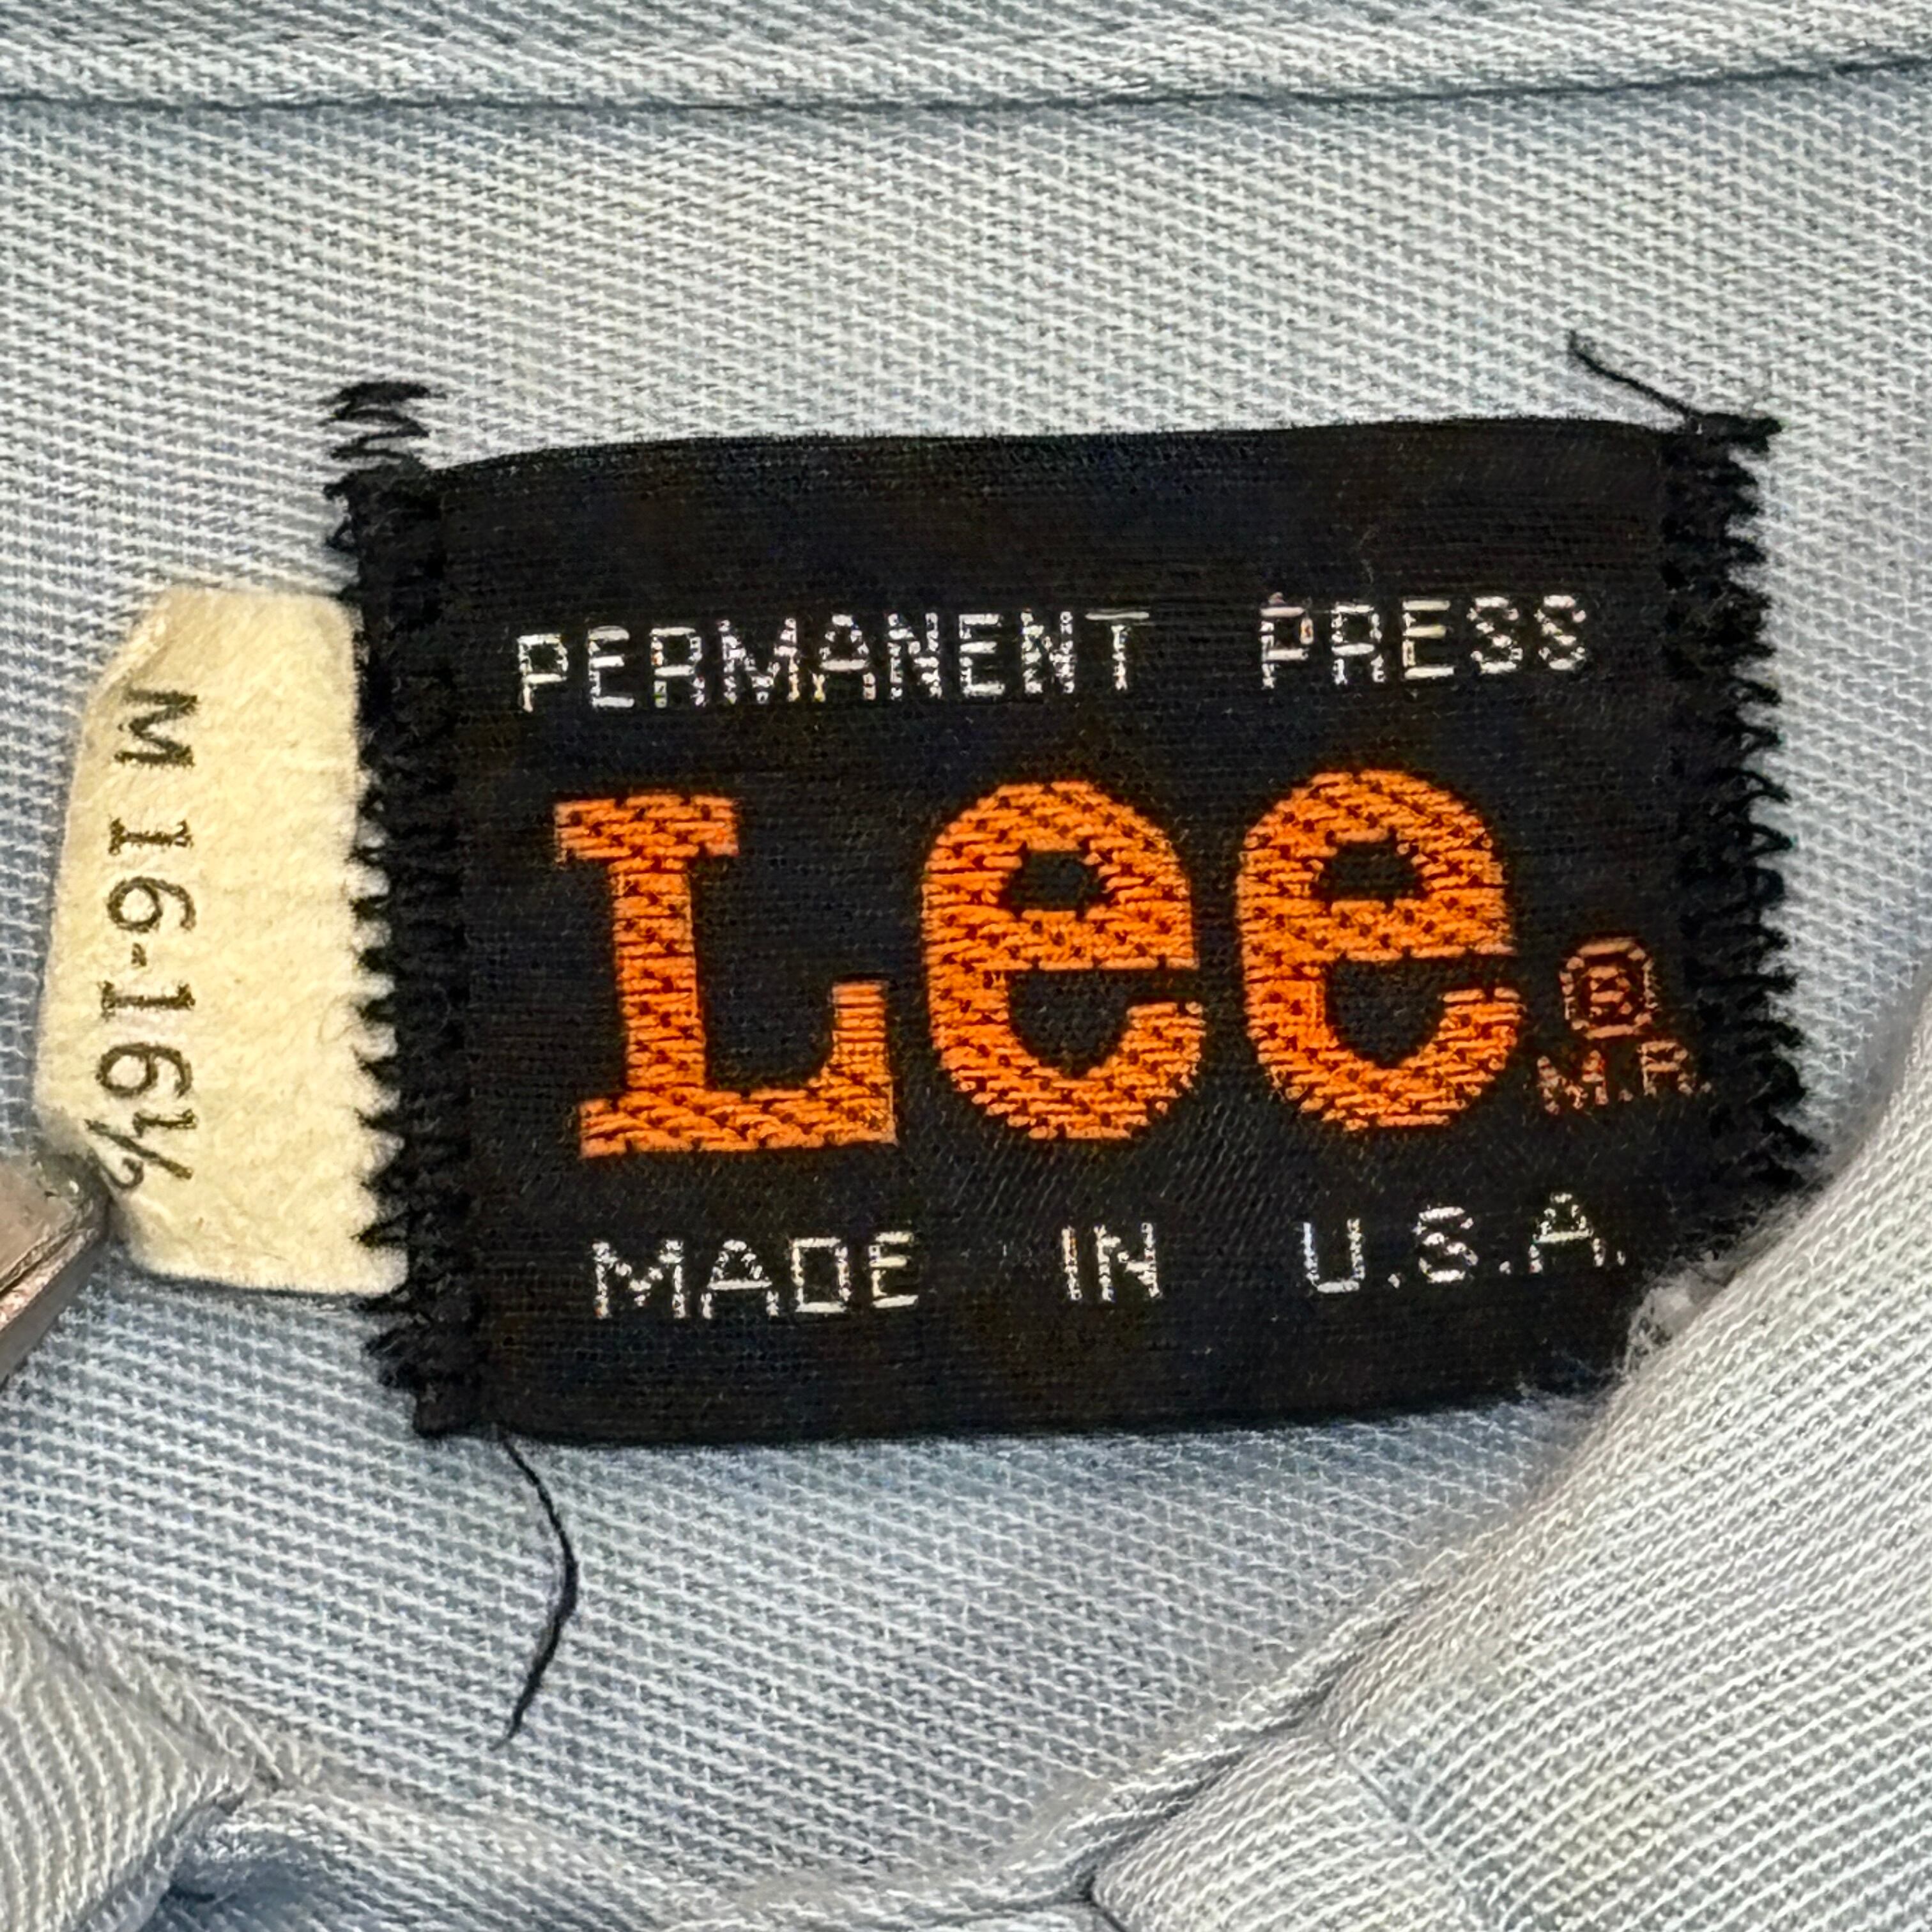 PERMANENT PRESS
Lee®
M.R.
MADE IN U.S.A.
M 16-16½